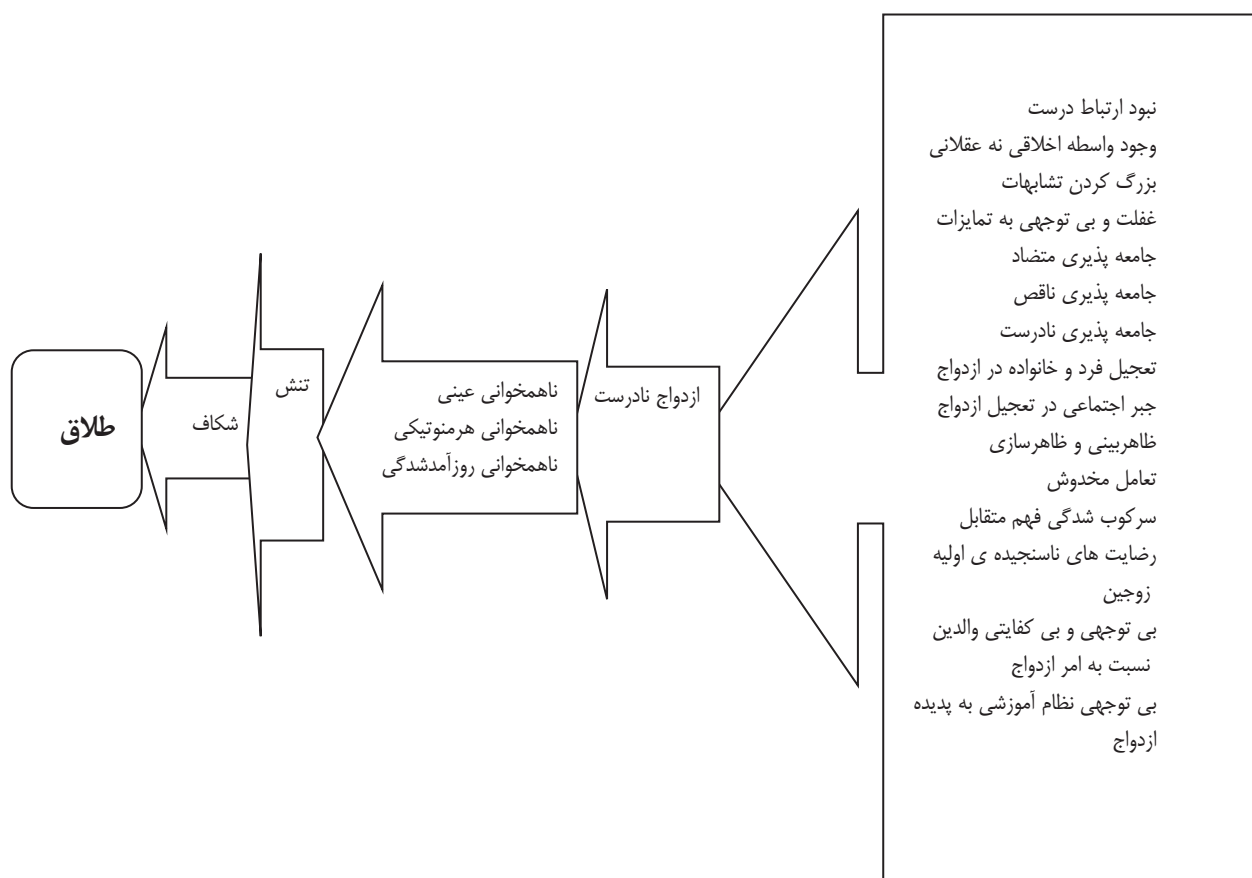 نبود ارتباط درست
وجود واسطه اخلاقی نه عقلانی
بزرگ کردن تشابهات
غفلت و بی توجهی به تمایزات
جامعه پذیری متضاد
جامعه پذیری ناقص
جامعه پذیری نادرست
تعجیل فرد و خانواده در ازدواج
جبر اجتماعی در تعجیل ازدواج
ظاهربینی و ظاهرسازی
تعامل مخدوش
سرکوب شدگی فهم متقابل
رضایت های ناسنجیده ی اولیه
زوجین
بی توجهی و بی کفایتی والدین
نسبت به امر ازدواج
بی توجهی نظام آموزشی به پدیده
ازدواج
ازدواج نادرست
ناهمخوانی عینی
ناهمخوانی هرمنوتیکی
ناهمخوانی روزآمدشدگی
تنش
شکاف
طلاق